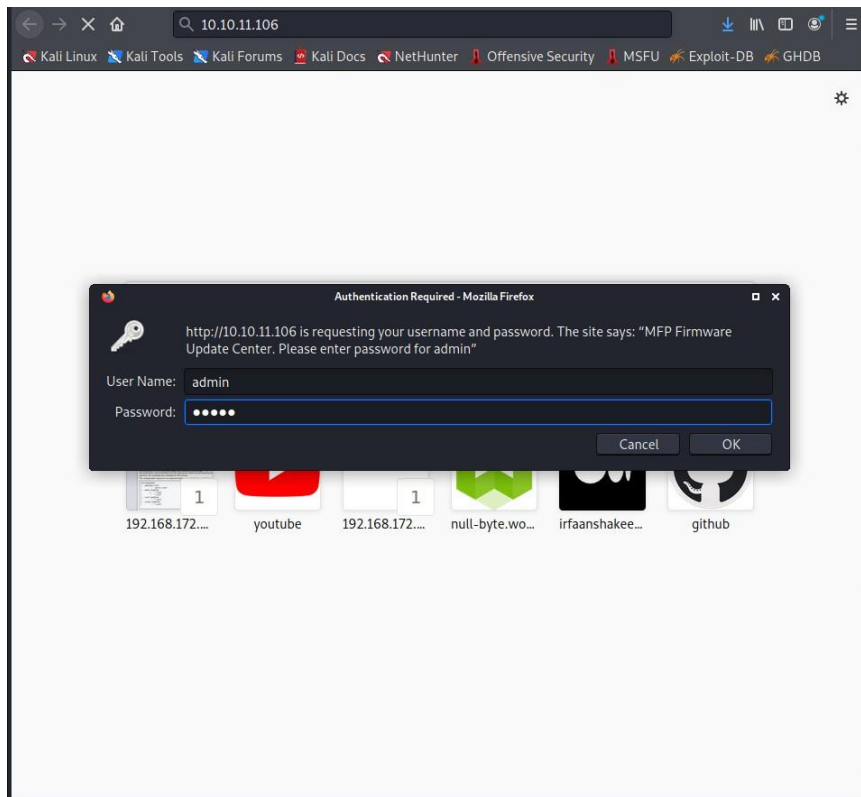 10.10.11.106
Kali Linux Kali Tools Kali Forums Kali Docs NetHunter Offensive Security MSFU Exploit-DB GHDB
Authentication Required - Mozilla Firefox
http://10.10.11.106 is requesting your username and password. The site says: “MFP Firmware
Update Center. Please enter password for admin”
User Name: admin
Password: •••••
Cancel OK
1 1
192.168.172.... youtube 192.168.172.... null-byte.wo... irfaanshakee... github